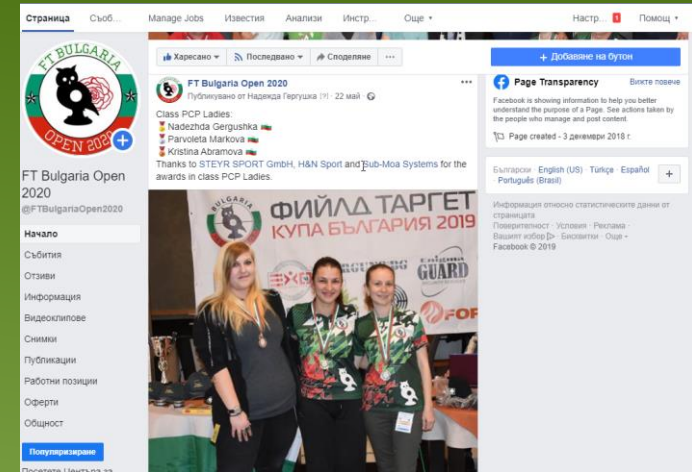 Страница Съоб... Manage Jobs Известия Анализи Инстр... Още Настр... 1 Помощ
FT BULGARIA
OPEN 2020
FT Bulgaria Open
2020
@FTBulgariaOpen2020
Начало
Събития
Отзиви
Информация
Видеоклипове
Снимки
Публикации
Работни позиции
Оферти
Общност
Популяризиране
Посетете Центъра за
Харесано Последвано Споделяне ...
FT Bulgaria Open 2020
Публикувано от Надежда Гергушка [?] · 22 май ·
Class PCP Ladies:
Nadezhda Gergushka
Parvoleta Markova
Kristina Abramova
Thanks to STEYR SPORT GmbH, H&N Sport and Sub-Moa Systems for the
awards in class PCP Ladies.
BULGARIA
ФИЙЛД ТАРГЕТ
КУПА БЪЛГАРИЯ 2019
GUARD
FOR
+ Добавяне на бутон
Page Transparency Вижте повече
Facebook is showing information to help you better
understand the purpose of a Page. See actions taken by
the people who manage and post content.
Page created - 3 декември 2018 г.
Български · English (US) · Türkçe · Español
· Português (Brasil)
+
Информация относно статистическите данни от
страницата
Поверителност · Условия · Реклама ·
Вашият избор · Бисквитки · Още
Facebook © 2019